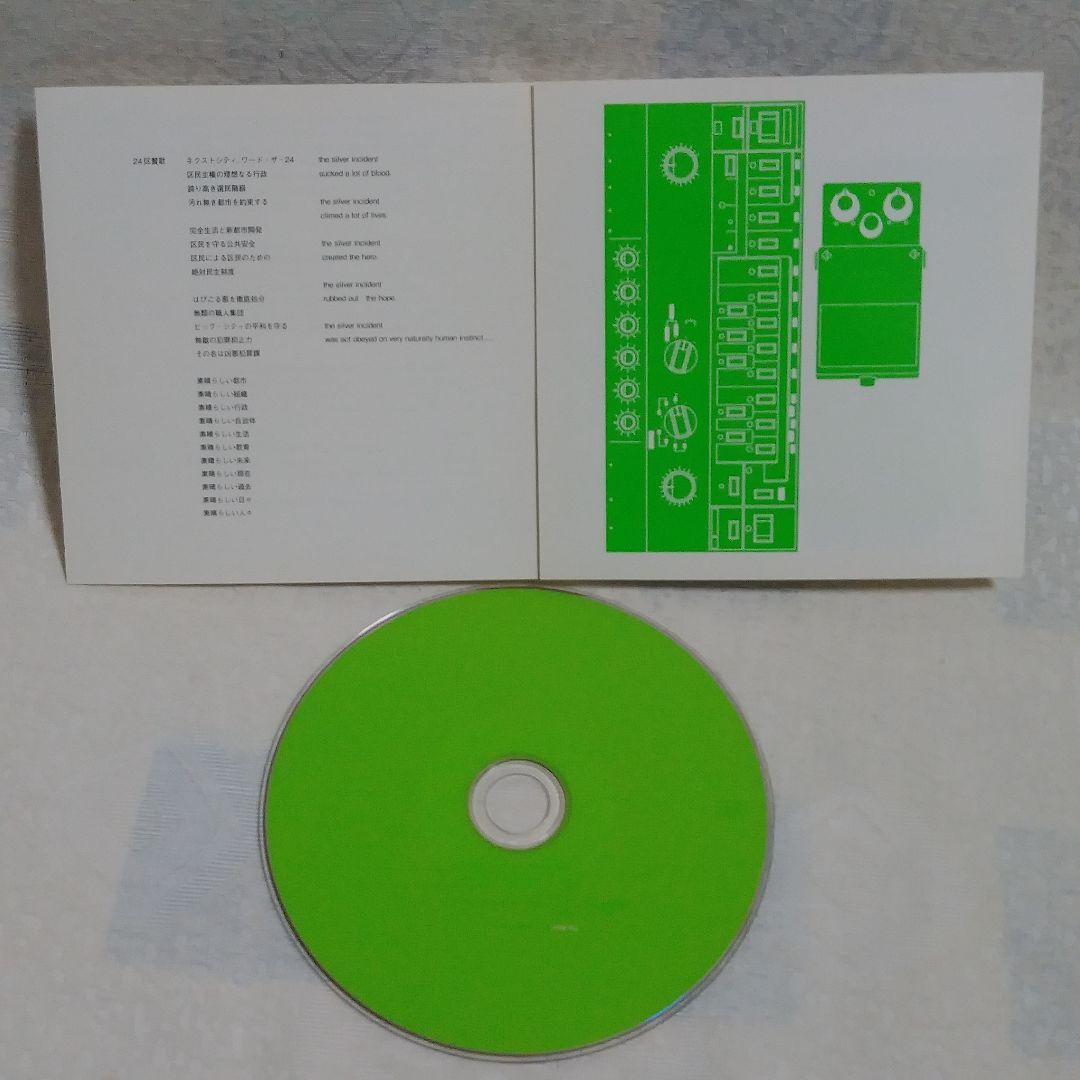 24区賛歌
ネクストシティ、ワード・ザ・24
区民主権の理想なる行政
誇り高き選民階級
汚れ無き都市を約束する
完全生活と新都市開発
区民を守る公共安全
区民による区民のための
絶対民主制度
はびこる悪を徹底処分
無類の職人集団
ビッグ・シティの平和を守る
無敵の犯罪抑止力
その名は凶悪犯罪課
素晴らしい都市
素晴らしい組織
素晴らしい行政
素晴らしい自治体
素晴らしい生活
素晴らしい教育
素晴らしい未来
素晴らしい現在
素晴らしい過去
素晴らしい日々
素晴らしい人々
the silver incident
sucked a lot of blood.
the silver incident
climed a lot of lives.
the silver incident
created the hero.
the silver incident
rubbed out the hope.
the silver incident
was act abeyed on very naturally human instinct.....